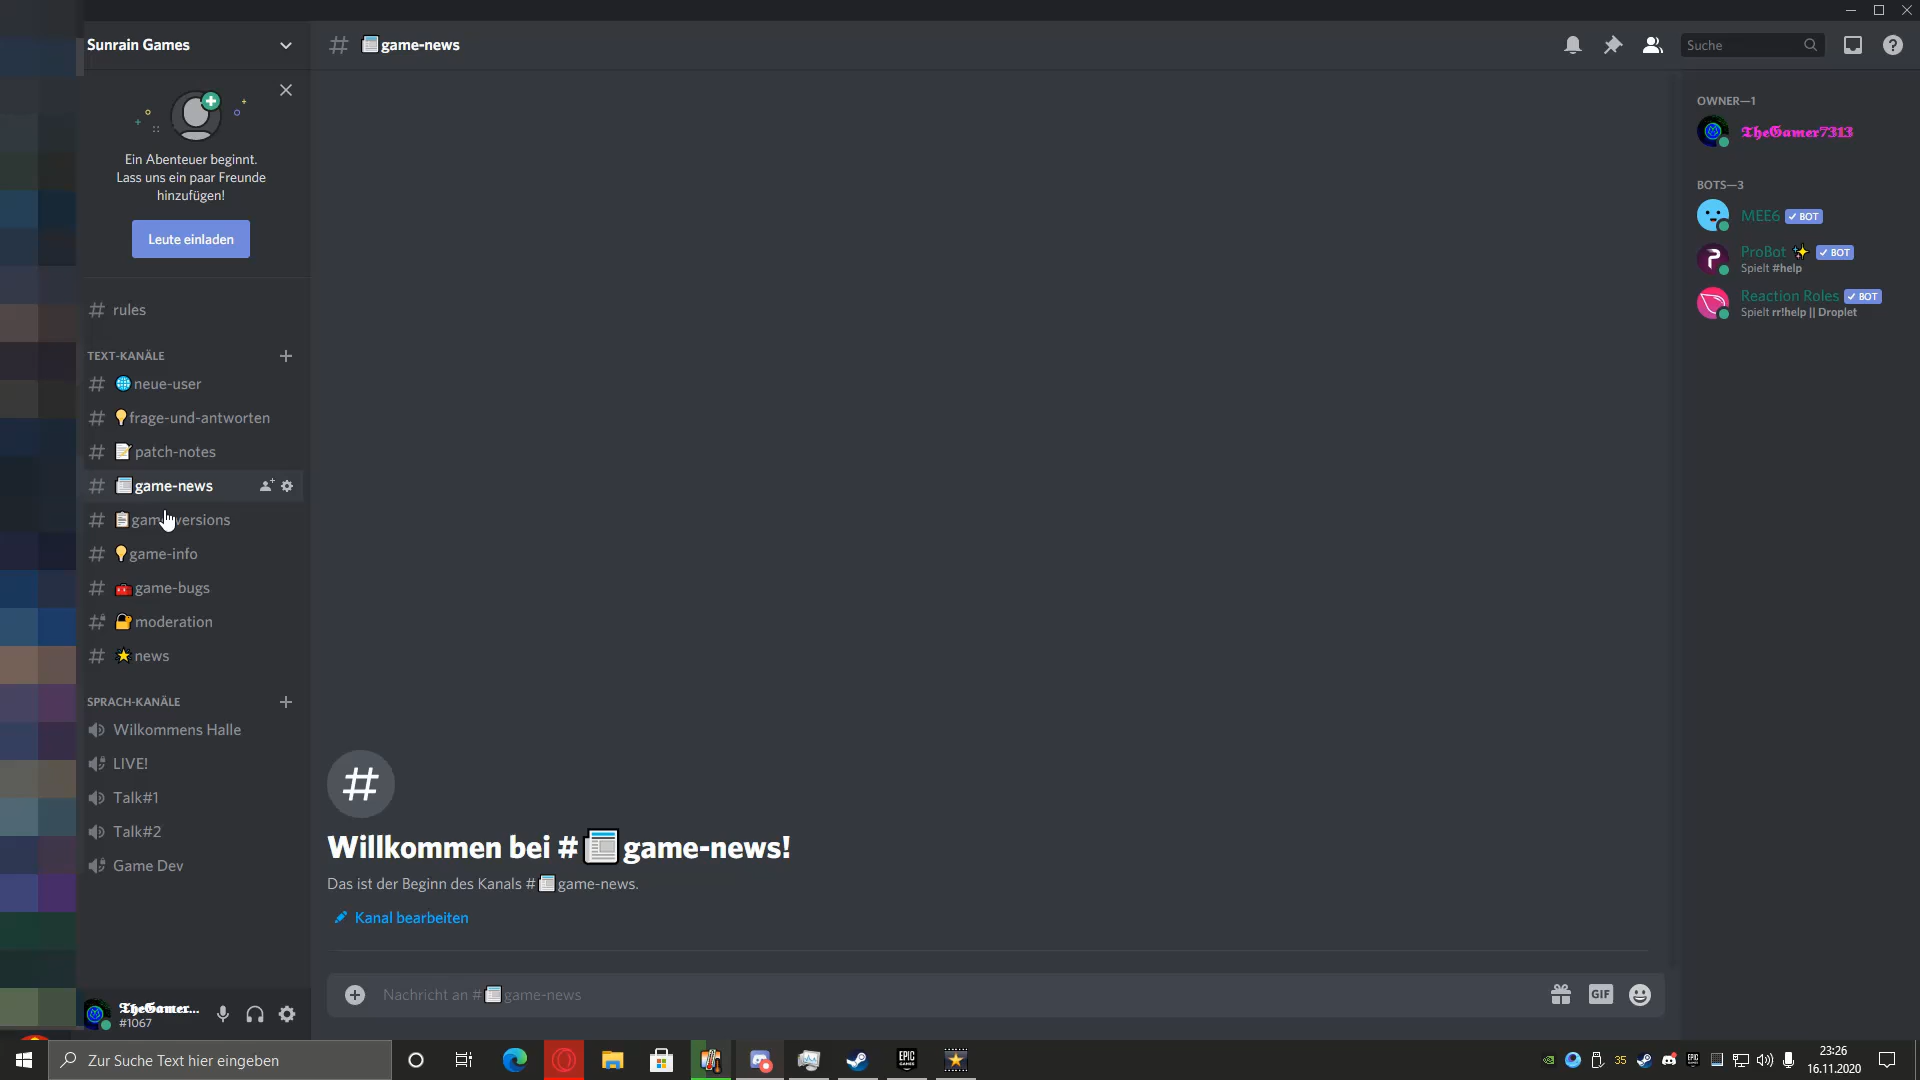 Sunrain Games
# 📰game-news
Suche
Ein Abenteuer beginnt.
Lass uns ein paar Freunde
hinzufügen!
Leute einladen
# rules
TEXT-KANÄLE
# 🌐neue-user
# 💡frage-und-antworten
# 📝patch-notes
# 📰game-news
# 📋game-versions
# 💡game-info
# 🧰game-bugs
# 🔐moderation
# 🌟news
SPRACH-KANÄLE
Wilkommens Halle
LIVE!
Talk#1
Talk#2
Game Dev
𝕿𝖍𝖊𝕲𝖆𝖒𝖊𝖗...
#1067
Willkommen bei #📰game-news!
Das ist der Beginn des Kanals #📰game-news.
Kanal bearbeiten
Nachricht an #📰game-news
GIF
OWNER—1
𝕿𝖍𝖊𝕲𝖆𝖒𝖊𝖗7313
BOTS—3
MEE6 ✓ BOT
ProBot ✨ ✓ BOT
Spielt #help
Reaction Roles ✓ BOT
Spielt rr!help || Droplet
Zur Suche Text hier eingeben
EPIC
GAMES
35
EPIC
23:26
16.11.2020